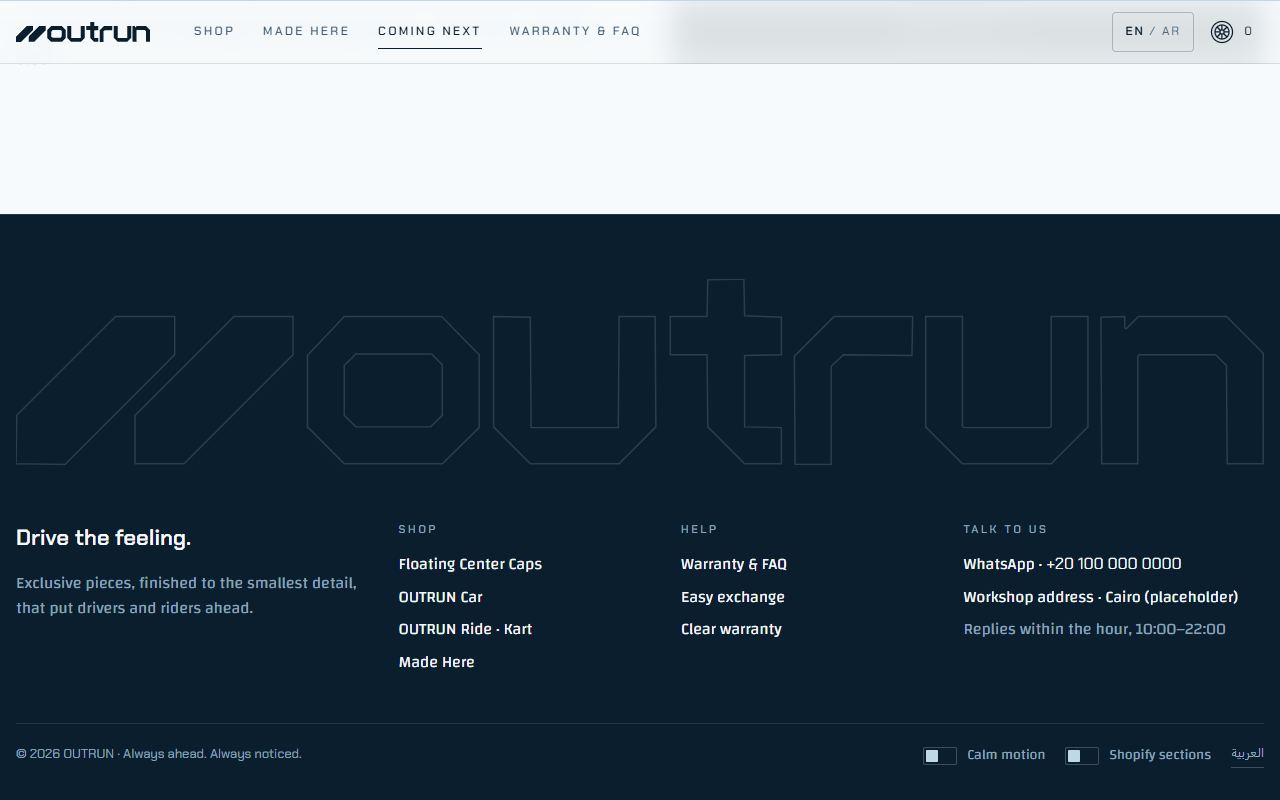 outrun
SHOP
MADE HERE
COMING NEXT
WARRANTY & FAQ
EN / AR
0
outrun
Drive the feeling.
Exclusive pieces, finished to the smallest detail,
that put drivers and riders ahead.
SHOP
Floating Center Caps
OUTRUN Car
OUTRUN Ride · Kart
Made Here
HELP
Warranty & FAQ
Easy exchange
Clear warranty
TALK TO US
WhatsApp · +20 100 000 0000
Workshop address · Cairo (placeholder)
Replies within the hour, 10:00–22:00
© 2026 OUTRUN · Always ahead. Always noticed.
Calm motion
Shopify sections
العربية